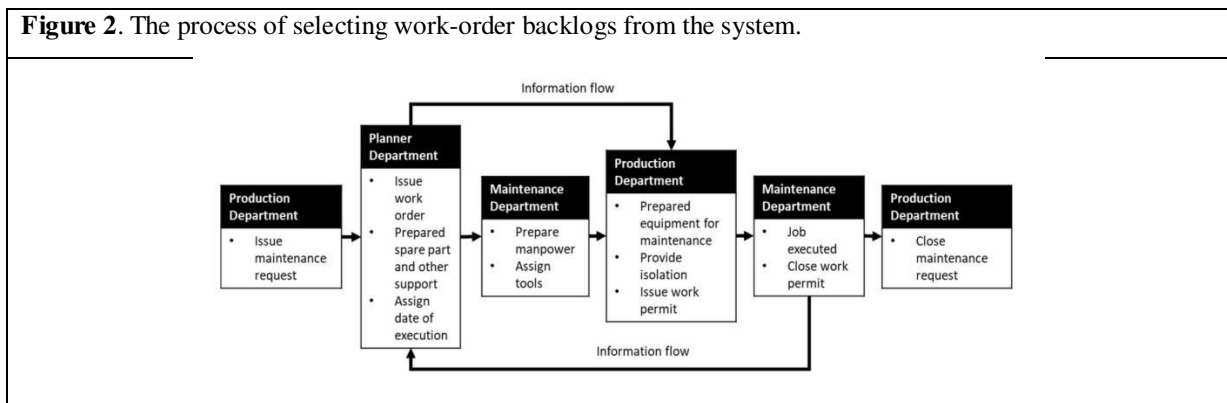 Figure 2. The process of selecting work-order backlogs from the system.
Information flow
Production
Department
• Issue
maintenance
request
Planner
Department
• Issue
work
order
• Prepared
spare part
and other
support
• Assign
date of
execution
Maintenance
Department
• Prepare
manpower
• Assign
tools
Production
Department
• Prepared
equipment for
maintenance
• Provide
isolation
• Issue work
permit
Maintenance
Department
• Job
executed
• Close work
permit
Production
Department
• Close
maintenance
request
Information flow